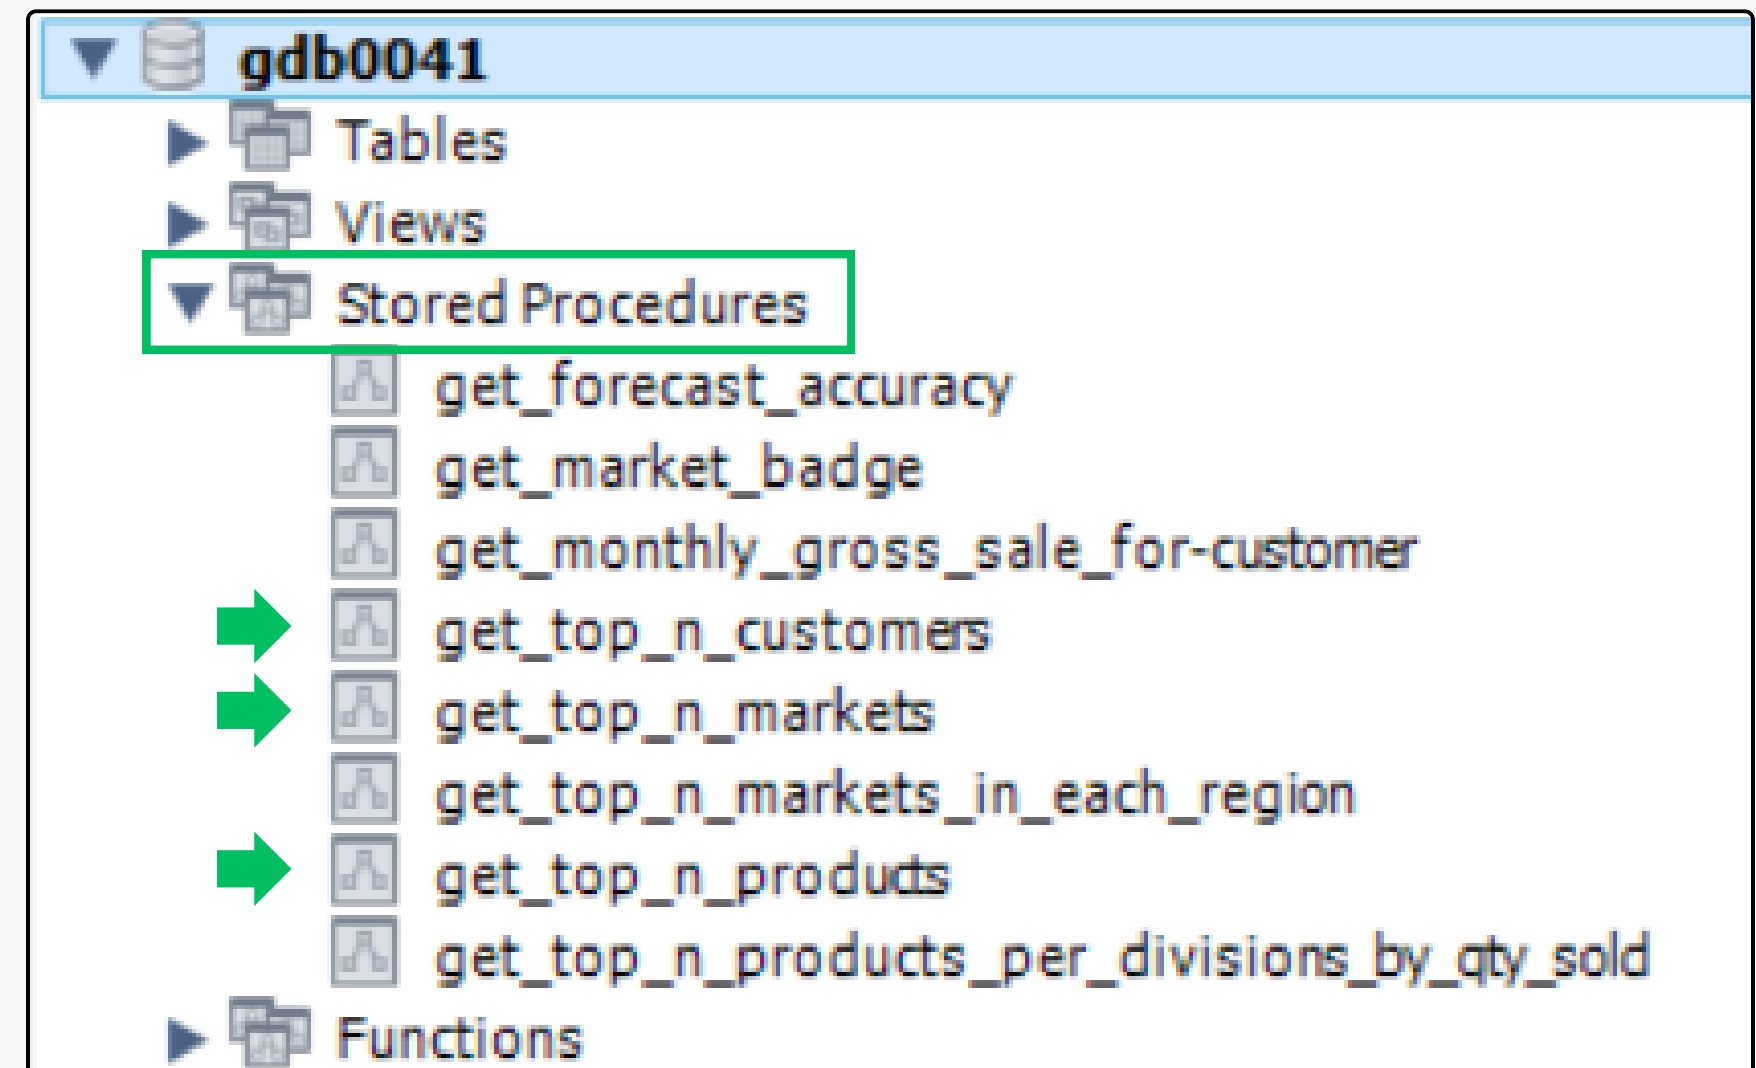 gdb0041
Tables
Views
Stored Procedures
get_forecast_accuracy
get_market_badge
get_monthly_gross_sale_for-customer
get_top_n_customers
get_top_n_markets
get_top_n_markets_in_each_region
get_top_n_products
get_top_n_products_per_divisions_by_qty_sold
Functions